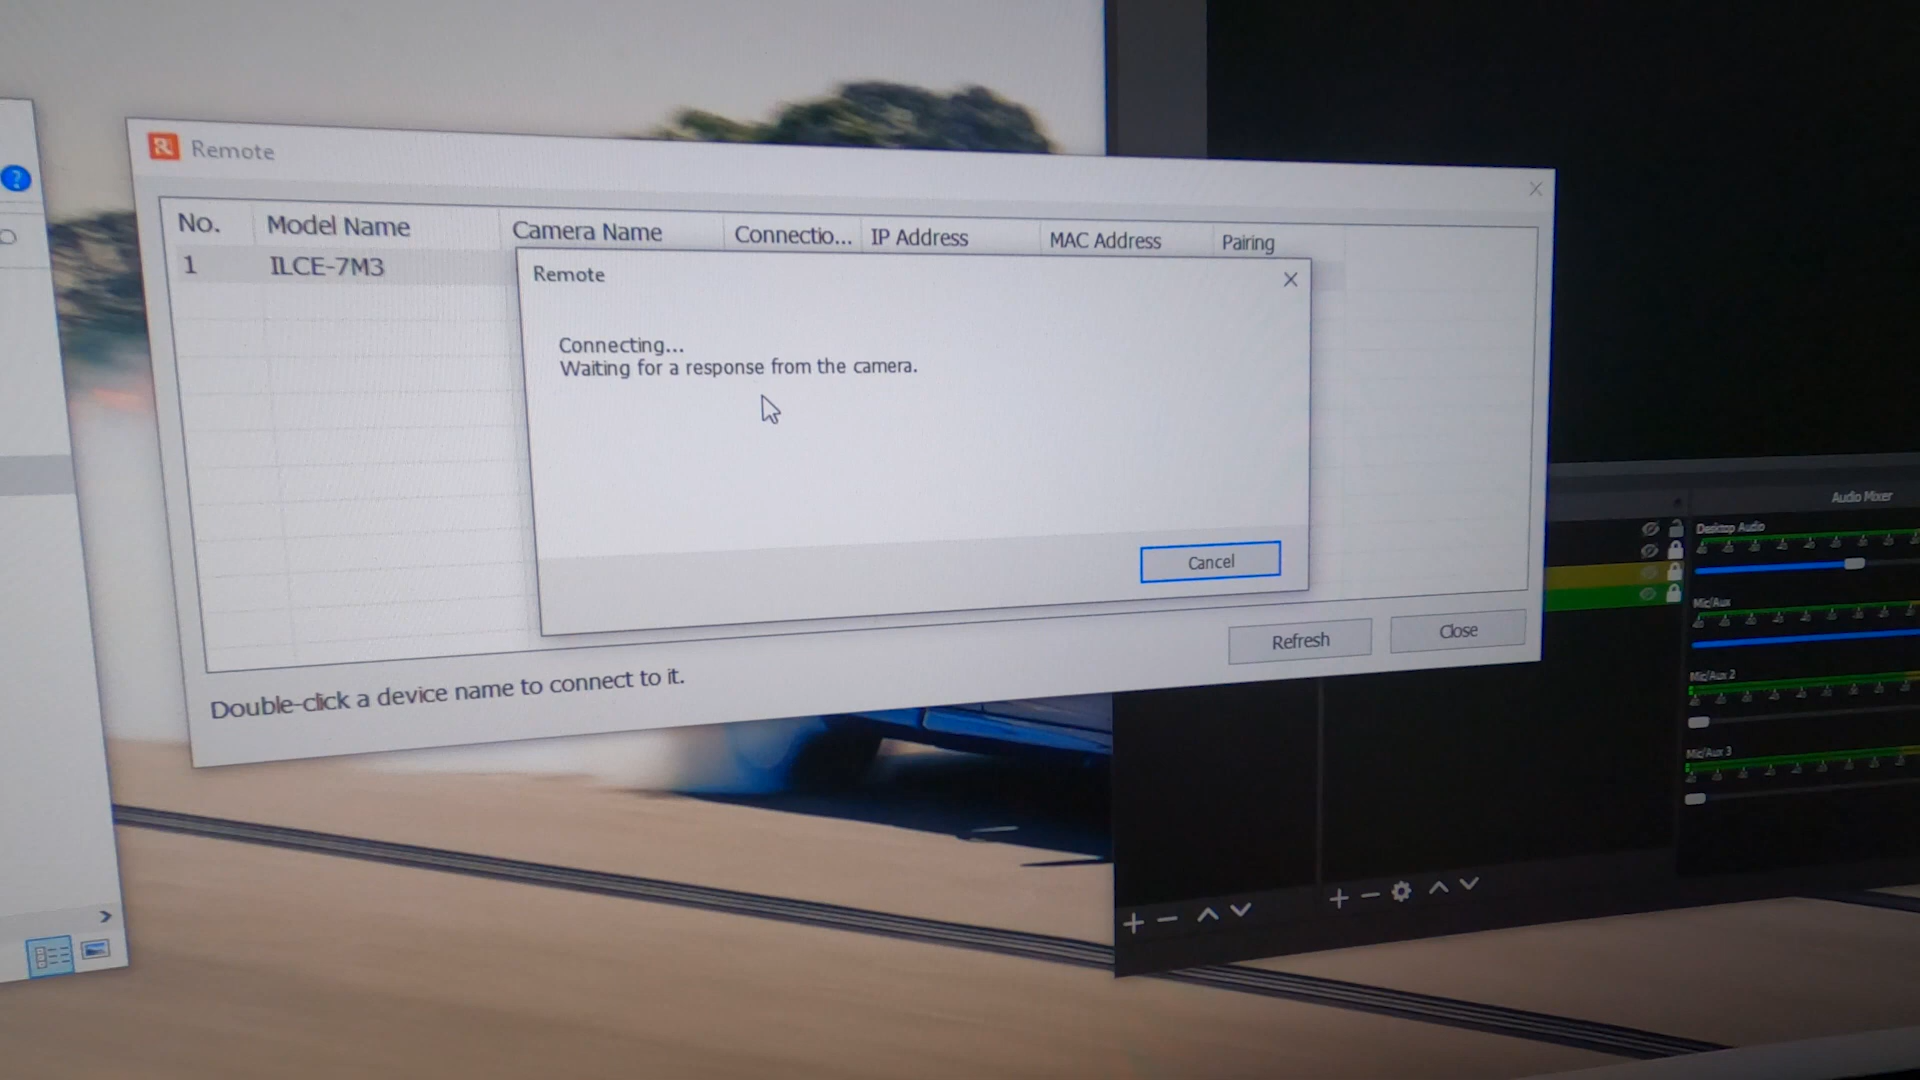 Remote
No. Model Name Camera Name Connectio... IP Address MAC Address Pairing
1 ILCE-7M3
Remote
Connecting...
Waiting for a response from the camera.
Cancel
Refresh Close
Double-click a device name to connect to it.
Audio Mixer
Desktop Audio
Mic/Aux
Mic/Aux 2
Mic/Aux 3